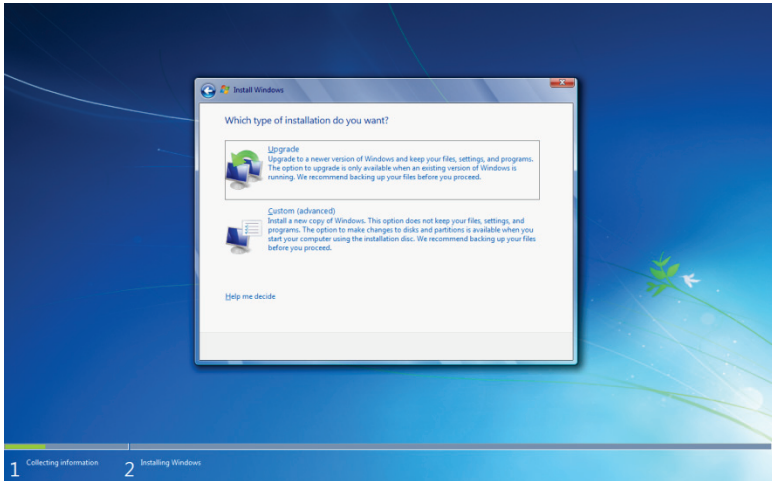 Install Windows
Which type of installation do you want?
Upgrade
Upgrade to a newer version of Windows and keep your files, settings, and programs.
The option to upgrade is only available when an existing version of Windows is
running. We recommend backing up your files before you proceed.
Custom (advanced)
Install a new copy of Windows. This option does not keep your files, settings, and
programs. The option to make changes to disks and partitions is available when you
start your computer using the installation disc. We recommend backing up your files
before you proceed.
Help me decide
1 Collecting information
2 Installing Windows